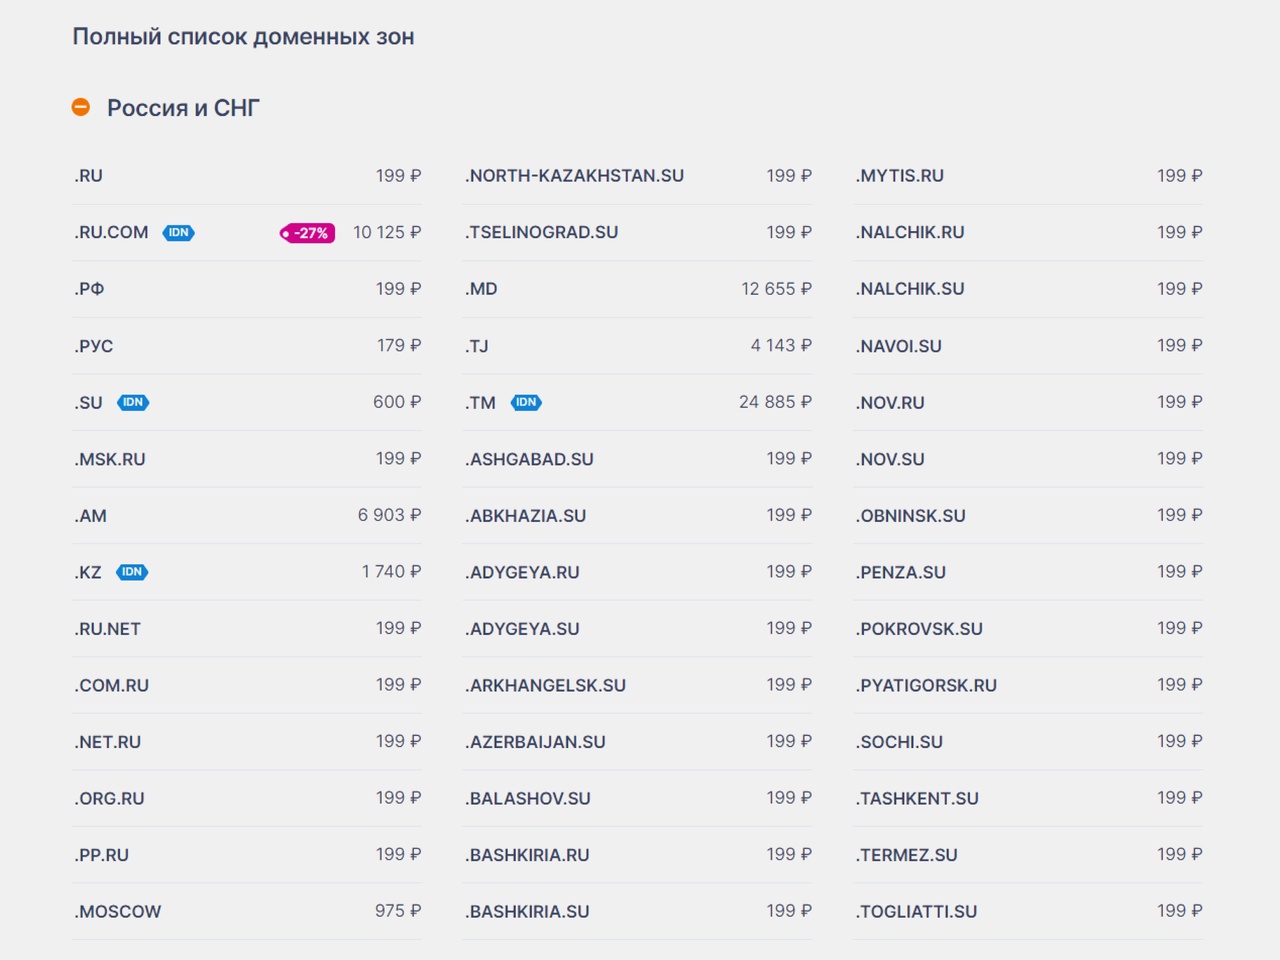 Полный список доменных зон
Россия и СНГ
.RU 199 ₽
.RU.COM IDN -27% 10 125 ₽
.РФ 199 ₽
.РУС 179 ₽
.SU IDN 600 ₽
.MSK.RU 199 ₽
.AM 6 903 ₽
.KZ IDN 1 740 ₽
.RU.NET 199 ₽
.COM.RU 199 ₽
.NET.RU 199 ₽
.ORG.RU 199 ₽
.PP.RU 199 ₽
.MOSCOW 975 ₽
.NORTH-KAZAKHSTAN.SU 199 ₽
.TSELINOGRAD.SU 199 ₽
.MD 12 655 ₽
.TJ 4 143 ₽
.TM IDN 24 885 ₽
.ASHGABAD.SU 199 ₽
.ABKHAZIA.SU 199 ₽
.ADYGEYA.RU 199 ₽
.ADYGEYA.SU 199 ₽
.ARKHANGELSK.SU 199 ₽
.AZERBAIJAN.SU 199 ₽
.BALASHOV.SU 199 ₽
.BASHKIRIA.RU 199 ₽
.BASHKIRIA.SU 199 ₽
.MYTIS.RU 199 ₽
.NALCHIK.RU 199 ₽
.NALCHIK.SU 199 ₽
.NAVOI.SU 199 ₽
.NOV.RU 199 ₽
.NOV.SU 199 ₽
.OBNINSK.SU 199 ₽
.PENZA.SU 199 ₽
.POKROVSK.SU 199 ₽
.PYATIGORSK.RU 199 ₽
.SOCHI.SU 199 ₽
.TASHKENT.SU 199 ₽
.TERMEZ.SU 199 ₽
.TOGLIATTI.SU 199 ₽